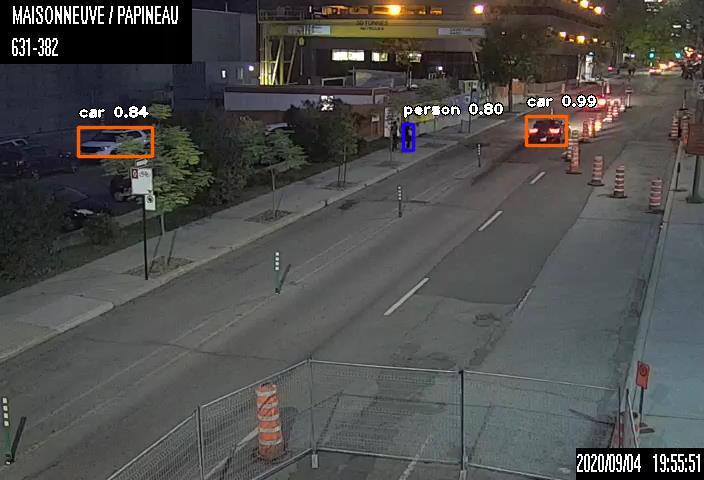 MAISONNEUVE / PAPINEAU
631-382
car 0.84
person 0.80
car 0.99
2020/09/04 19:55:51